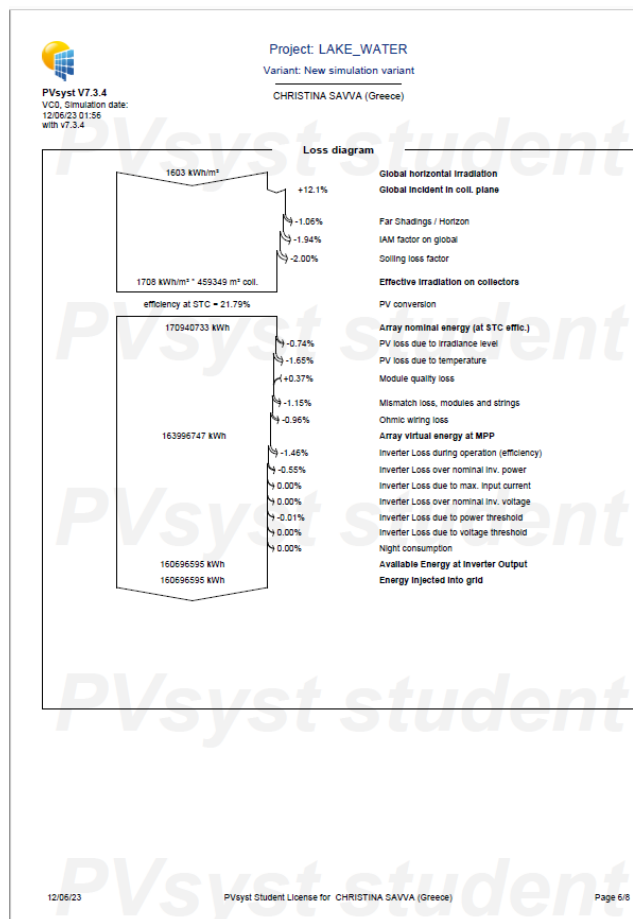 Project: LAKE_WATER
Variant: New simulation variant
PVsyst V7.3.4
VC0, Simulation date:
12/06/23 01:56
with v7.3.4
CHRISTINA SAVVA (Greece)
PVsyst student
Loss diagram
1603 kWh/m² Global horizontal irradiation
+12.1% Global incident in coll. plane
-1.06% Far Shadings / Horizon
-1.94% IAM factor on global
-2.00% Soiling loss factor
1708 kWh/m² * 459349 m² coll. Effective irradiation on collectors
efficiency at STC = 21.79% PV conversion
PVsyst student
170940733 kWh Array nominal energy (at STC effic.)
-0.74% PV loss due to irradiance level
-1.65% PV loss due to temperature
+0.37% Module quality loss
-1.15% Mismatch loss, modules and strings
-0.96% Ohmic wiring loss
163996747 kWh Array virtual energy at MPP
-1.46% Inverter Loss during operation (efficiency)
-0.55% Inverter Loss over nominal inv. power
0.00% Inverter Loss due to max. input current
0.00% Inverter Loss over nominal inv. voltage
PVsyst student
-0.01% Inverter Loss due to power threshold
0.00% Inverter Loss due to voltage threshold
0.00% Night consumption
160696595 kWh Available Energy at Inverter Output
160696595 kWh Energy injected into grid
PVsyst student
PVsyst student
12/06/23 PVsyst Student License for CHRISTINA SAVVA (Greece) Page 6/8